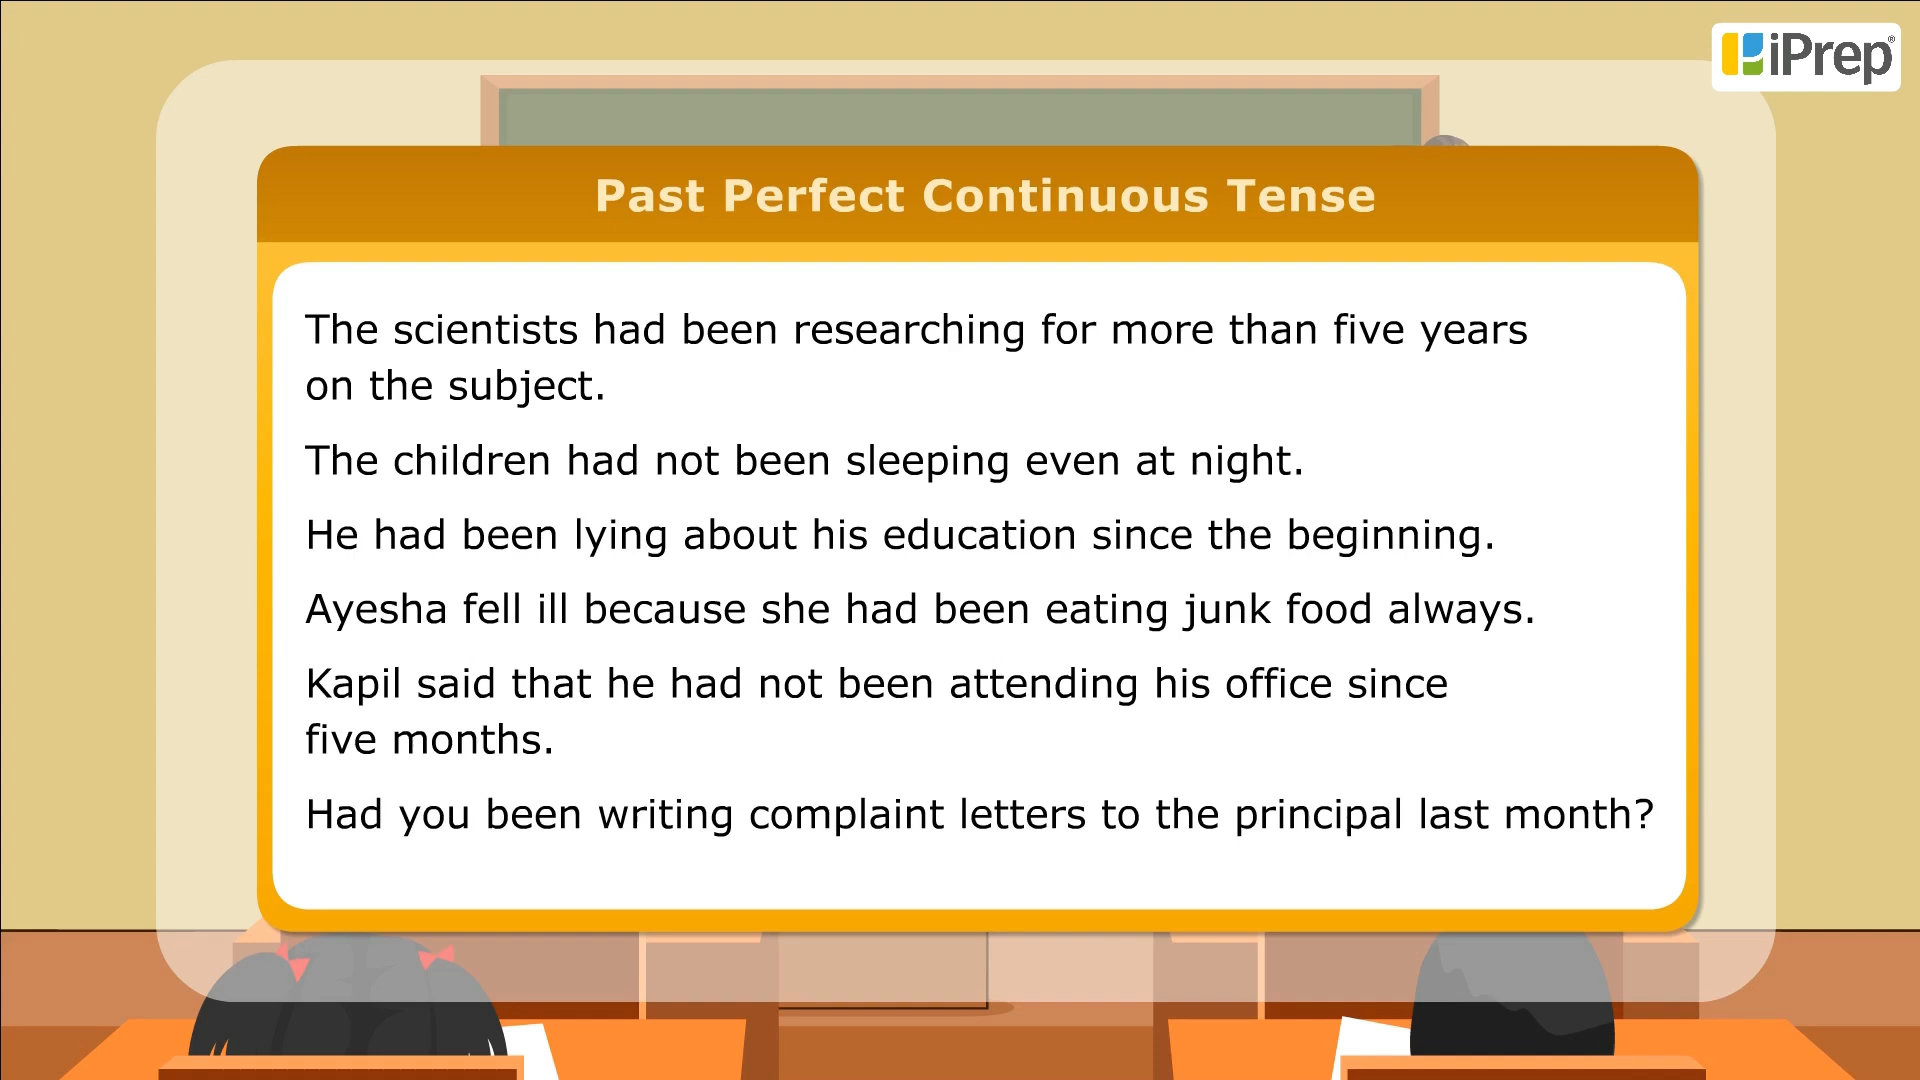 iPrep®
Past Perfect Continuous Tense
The scientists had been researching for more than five years
on the subject.
The children had not been sleeping even at night.
He had been lying about his education since the beginning.
Ayesha fell ill because she had been eating junk food always.
Kapil said that he had not been attending his office since
five months.
Had you been writing complaint letters to the principal last month?